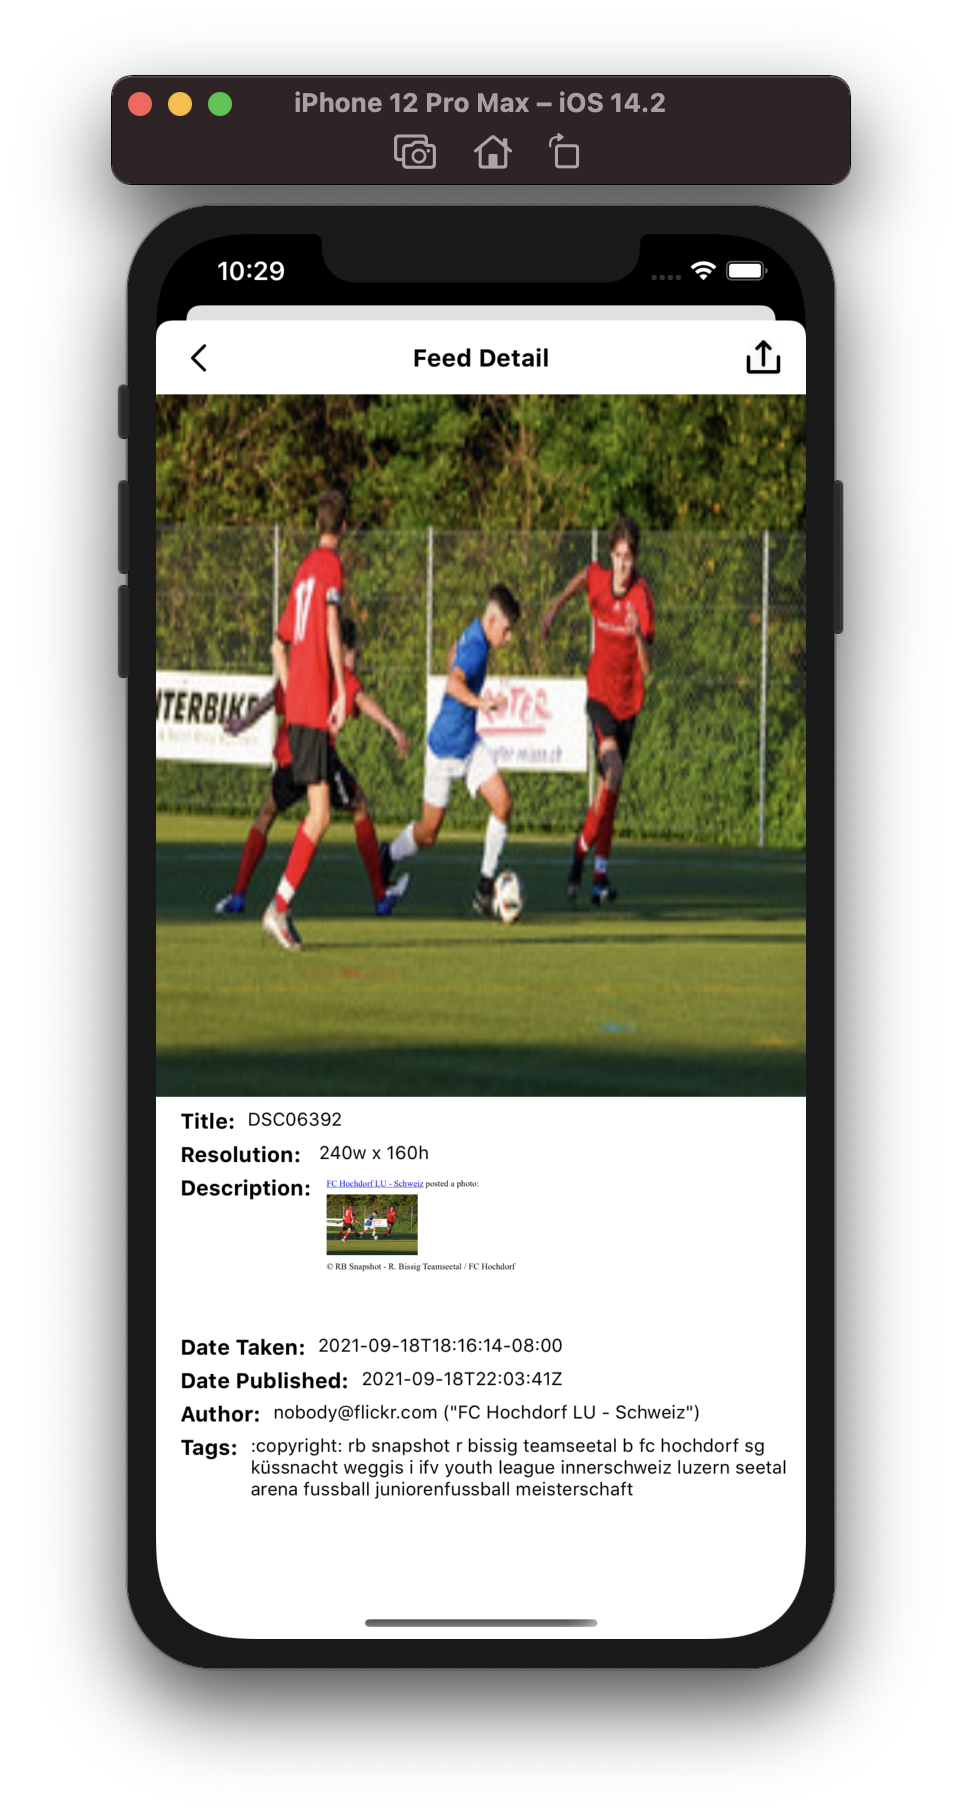 iPhone 12 Pro Max – iOS 14.2
10:29
Feed Detail
17
NTERBIKE
Title: DSC06392
Resolution: 240w x 160h
Description: FC Hochdorf LU - Schweiz posted a photo:
© RB Snapshot - R. Bissig Teamseetal / FC Hochdorf
Date Taken: 2021-09-18T18:16:14-08:00
Date Published: 2021-09-18T22:03:41Z
Author: nobody@flickr.com ("FC Hochdorf LU - Schweiz")
Tags: :copyright: rb snapshot r bissig teamseetal b fc hochdorf sg
küssnacht weggis i ifv youth league innerschweiz luzern seetal
arena fussball juniorenfussball meisterschaft